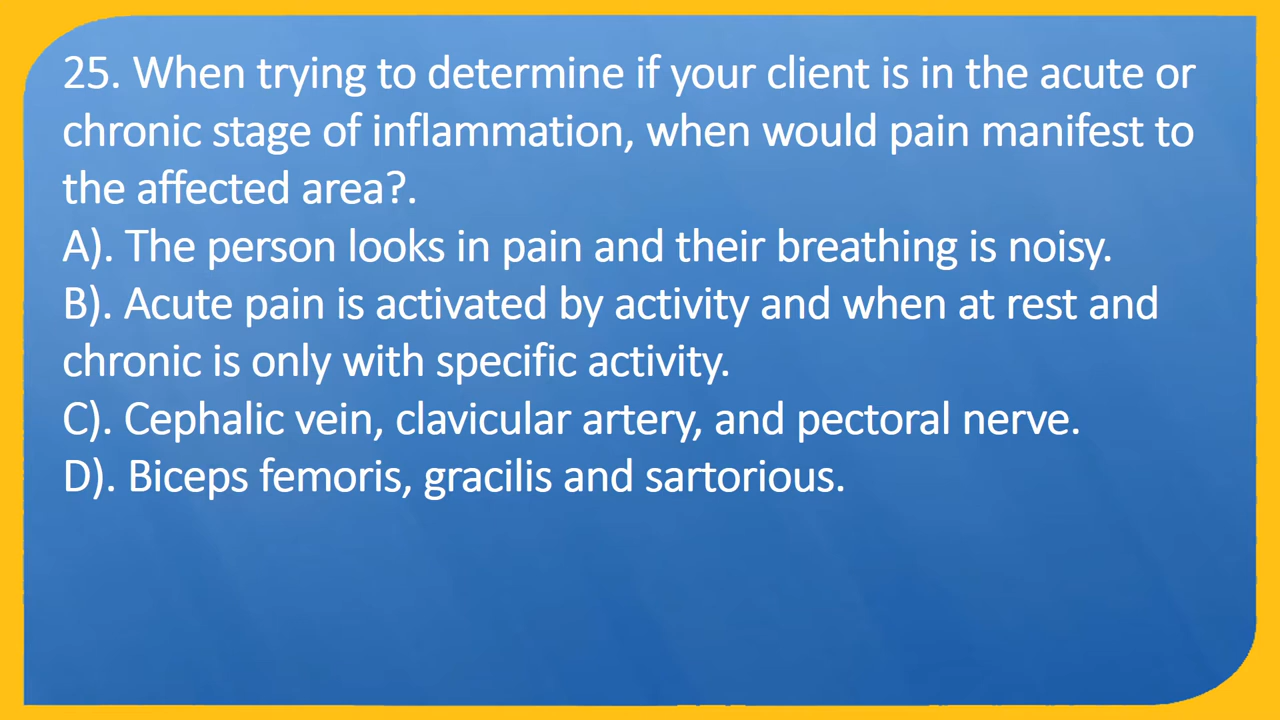 25. When trying to determine if your client is in the acute or
chronic stage of inflammation, when would pain manifest to
the affected area?.
A). The person looks in pain and their breathing is noisy.
B). Acute pain is activated by activity and when at rest and
chronic is only with specific activity.
C). Cephalic vein, clavicular artery, and pectoral nerve.
D). Biceps femoris, gracilis and sartorious.